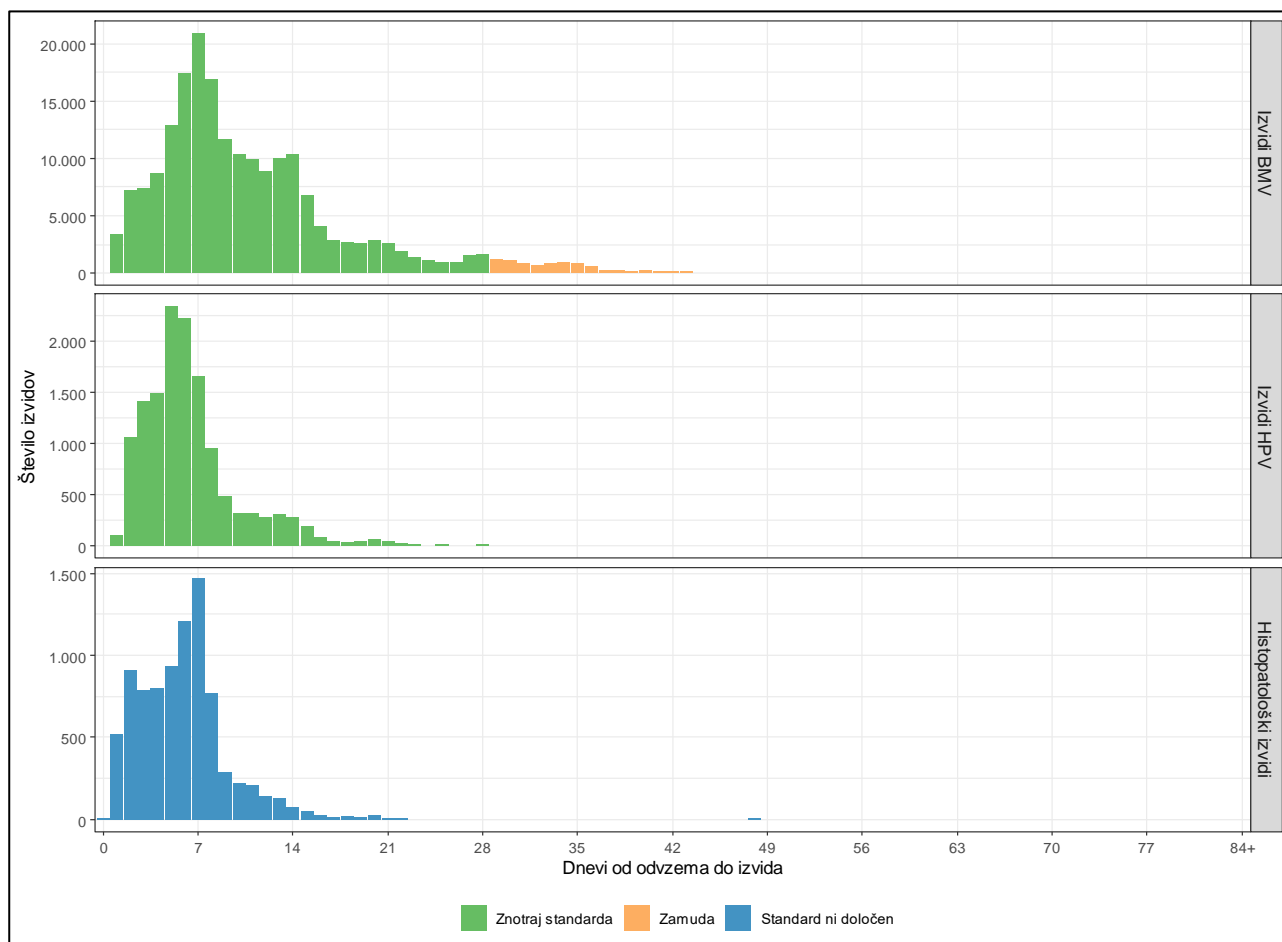 20.000
15.000
10.000
5.000
0
Izvidi BMV
2.000
1.500
1.000
500
0
Izvidi HPV
1.500
1.000
500
0
Histopatološki izvidi
Število izvidov
0 7 14 21 28 35 42 49 56 63 70 77 84+
Dnevi od odvzema do izvida
Znotraj standarda Zamuda Standard ni določen